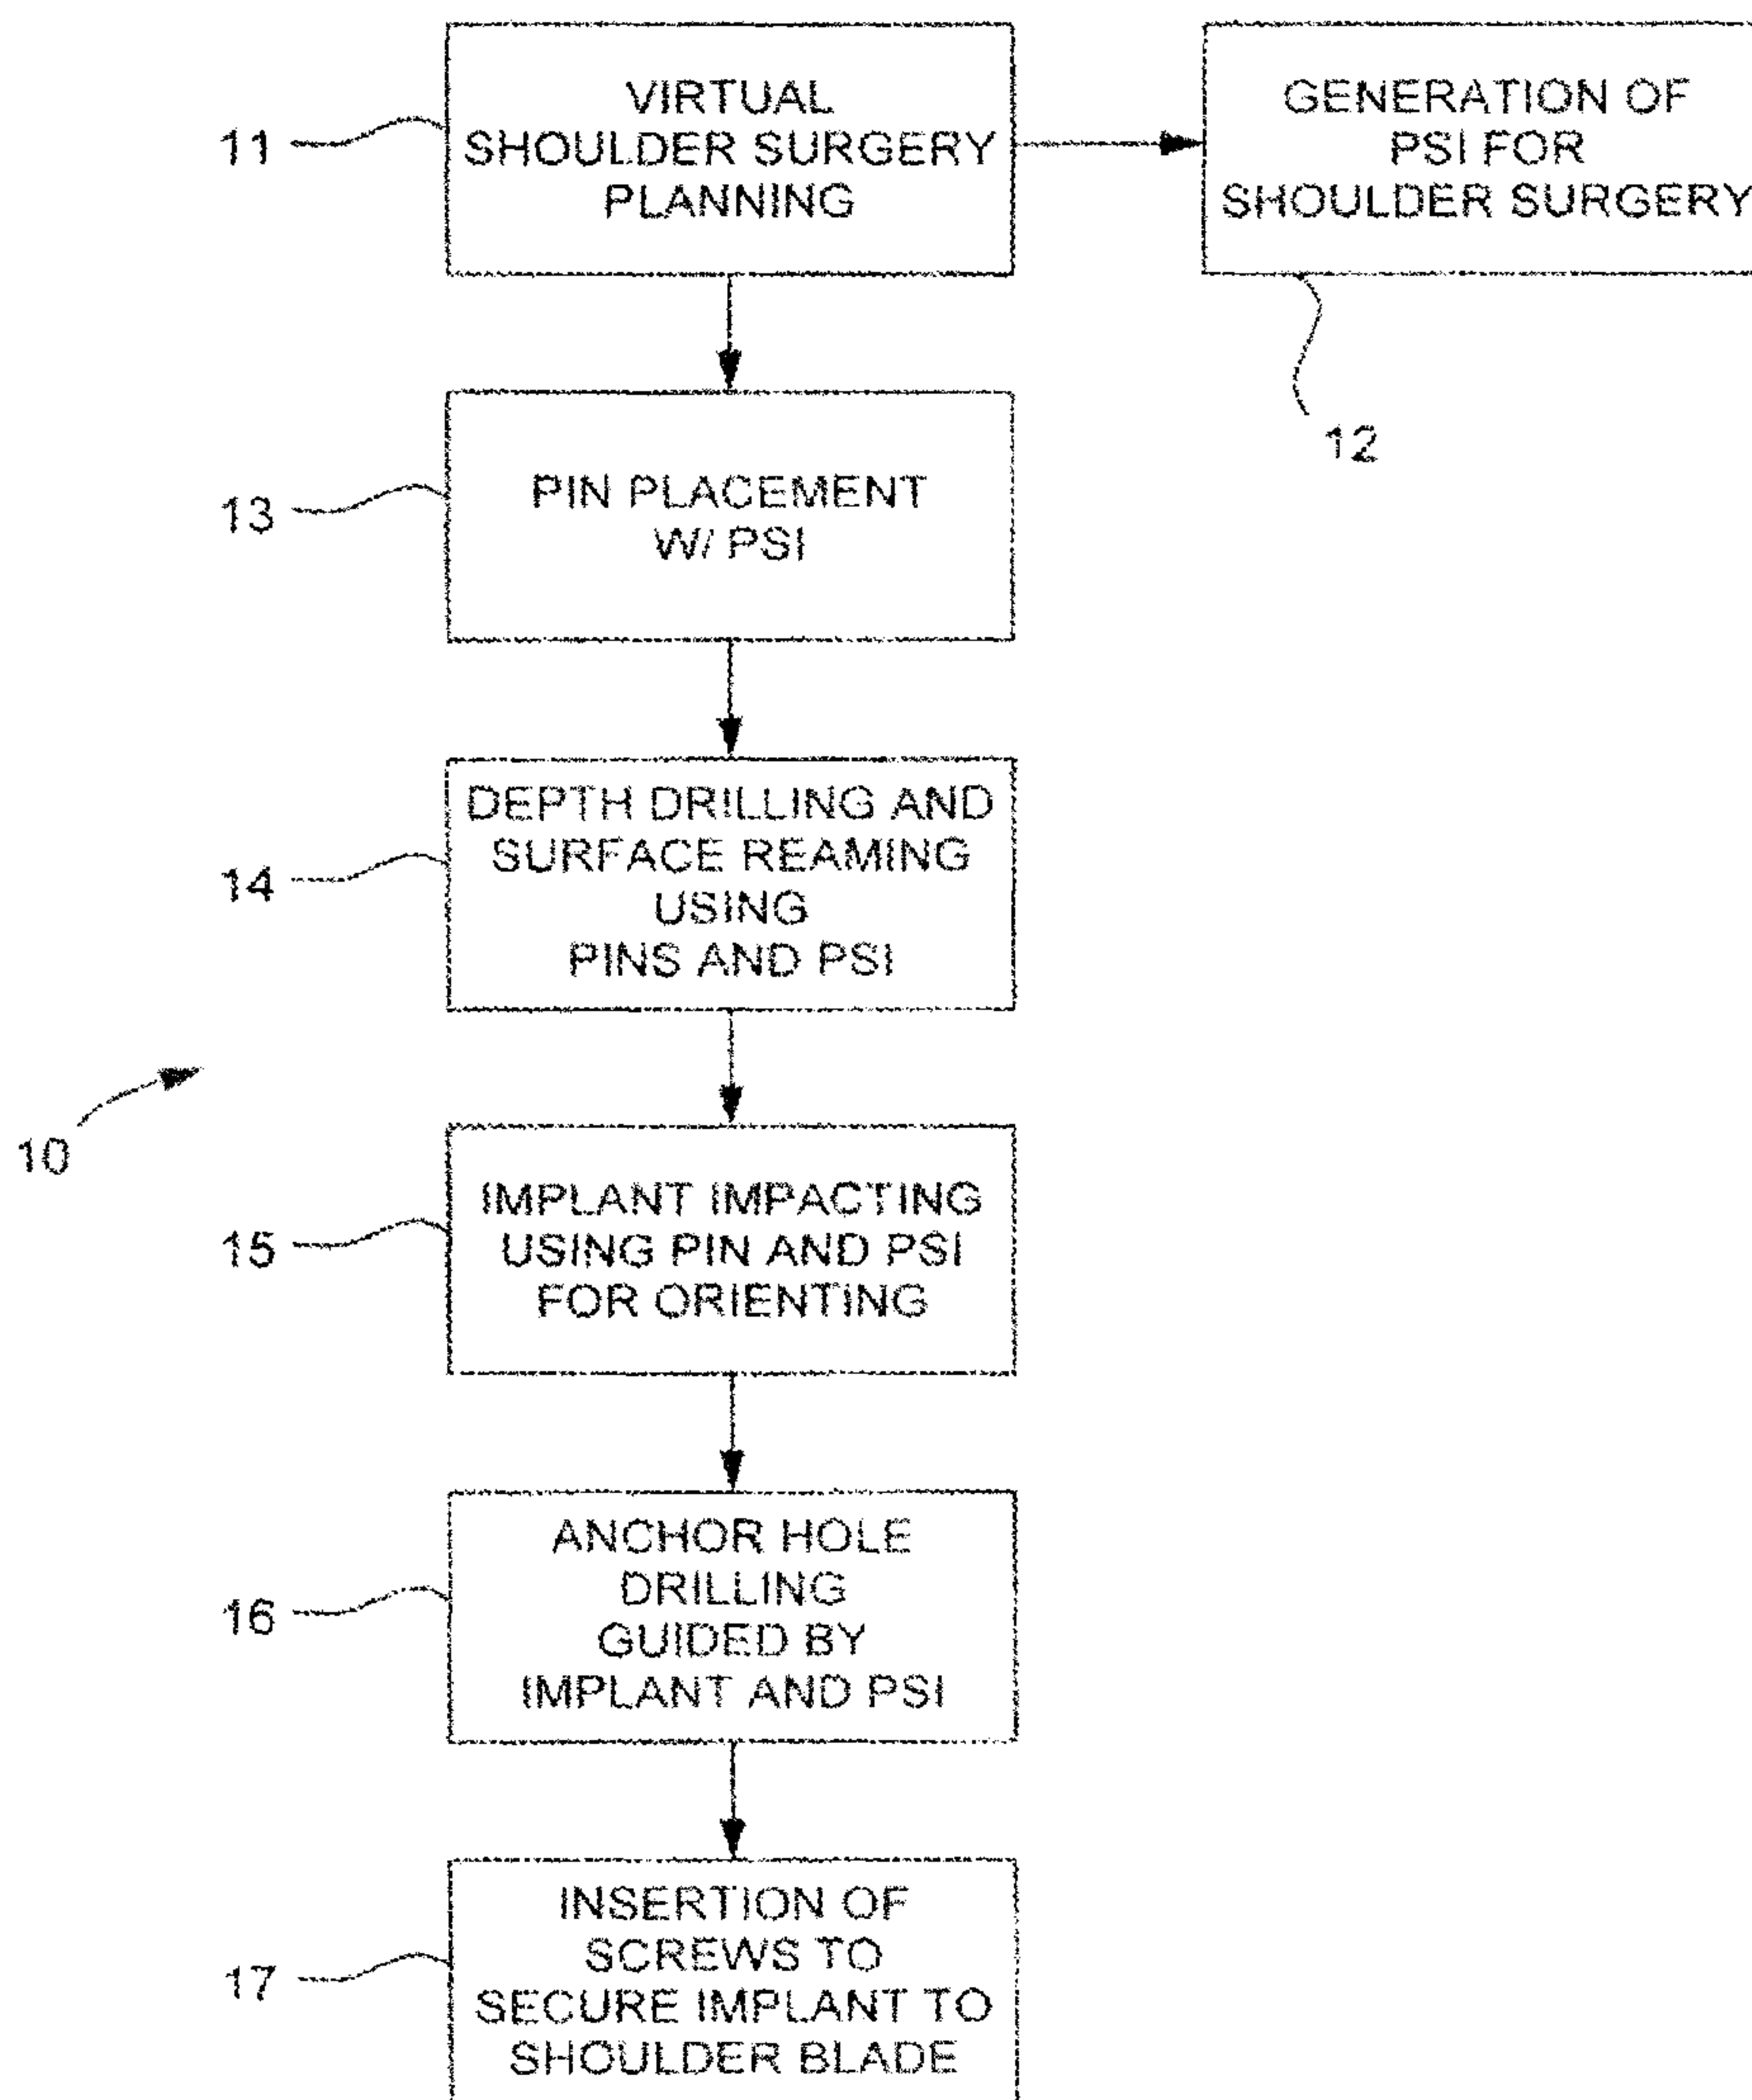 VIRTUAL
SHOULDER SURGERY
PLANNING
11
GENERATION OF
PSI FOR
SHOULDER SURGERY
12
PIN PLACEMENT
W/ PSI
13
DEPTH DRILLING AND
SURFACE REAMING
USING
PINS AND PSI
14
10
IMPLANT IMPACTING
USING PIN AND PSI
FOR ORIENTING
15
ANCHOR HOLE
DRILLING
GUIDED BY
IMPLANT AND PSI
16
INSERTION OF
SCREWS TO
SECURE IMPLANT TO
SHOULDER BLADE
17